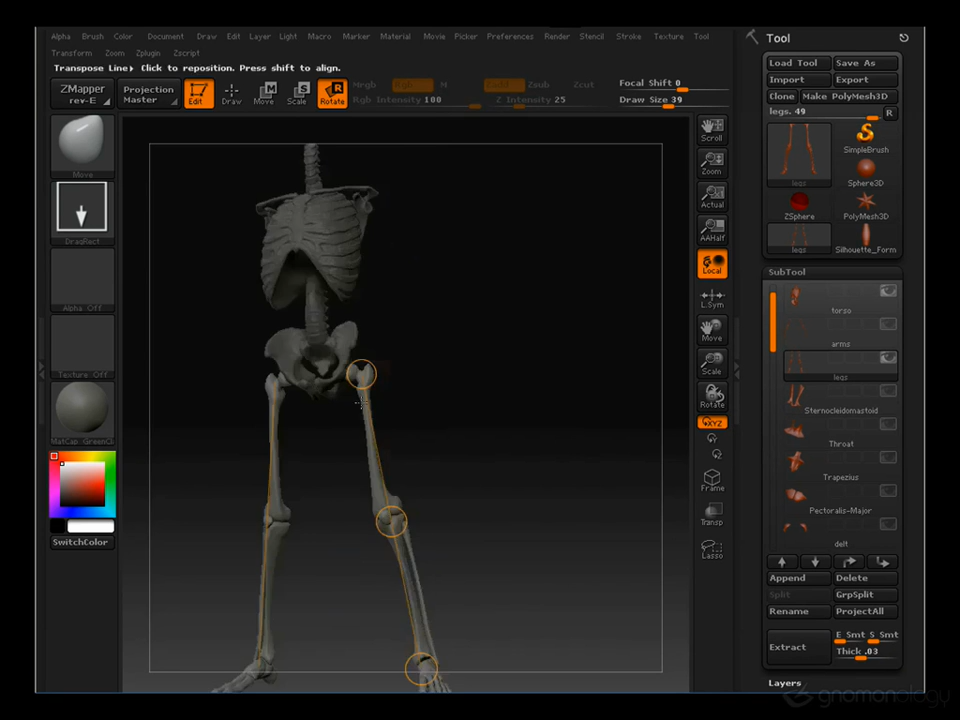 Alpha Brush Color Document Draw Edit Layer Light Macro Marker Material Movie Picker Preferences Render Stencil Stroke Texture Tool
Transform Zoom Zplugin Zscript
Transpose Line Click to reposition. Press shift to align.
ZMapper
rev-E
Projection
Master
Edit
Draw
Move
Scale
Rotate
Mrgb Rgb M
Rgb Intensity 100
Zadd Zsub Zcut
Z Intensity 25
Focal Shift 0
Draw Size 39
Move
DragRect
Alpha Off
Texture Off
MatCap GreenCl
SwitchColor
Scroll
Zoom
Actual
AAHalf
Local
L.Sym
Move
Scale
Rotate
XYZ
Frame
Transp
Lasso
Tool
Load Tool Save As
Import Export
Clone Make PolyMesh3D
legs. 49 R
legs
SimpleBrush
Sphere3D
ZSphere
PolyMesh3D
legs
Silhouette_Form
SubTool
torso
arms
legs
Sternocleidomastoid
Throat
Trapezius
Pectoralis-Major
delt
Append Delete
Split GrpSplit
Rename ProjectAll
Extract
E Smt S Smt
Thick .03
Layers
gnomonology